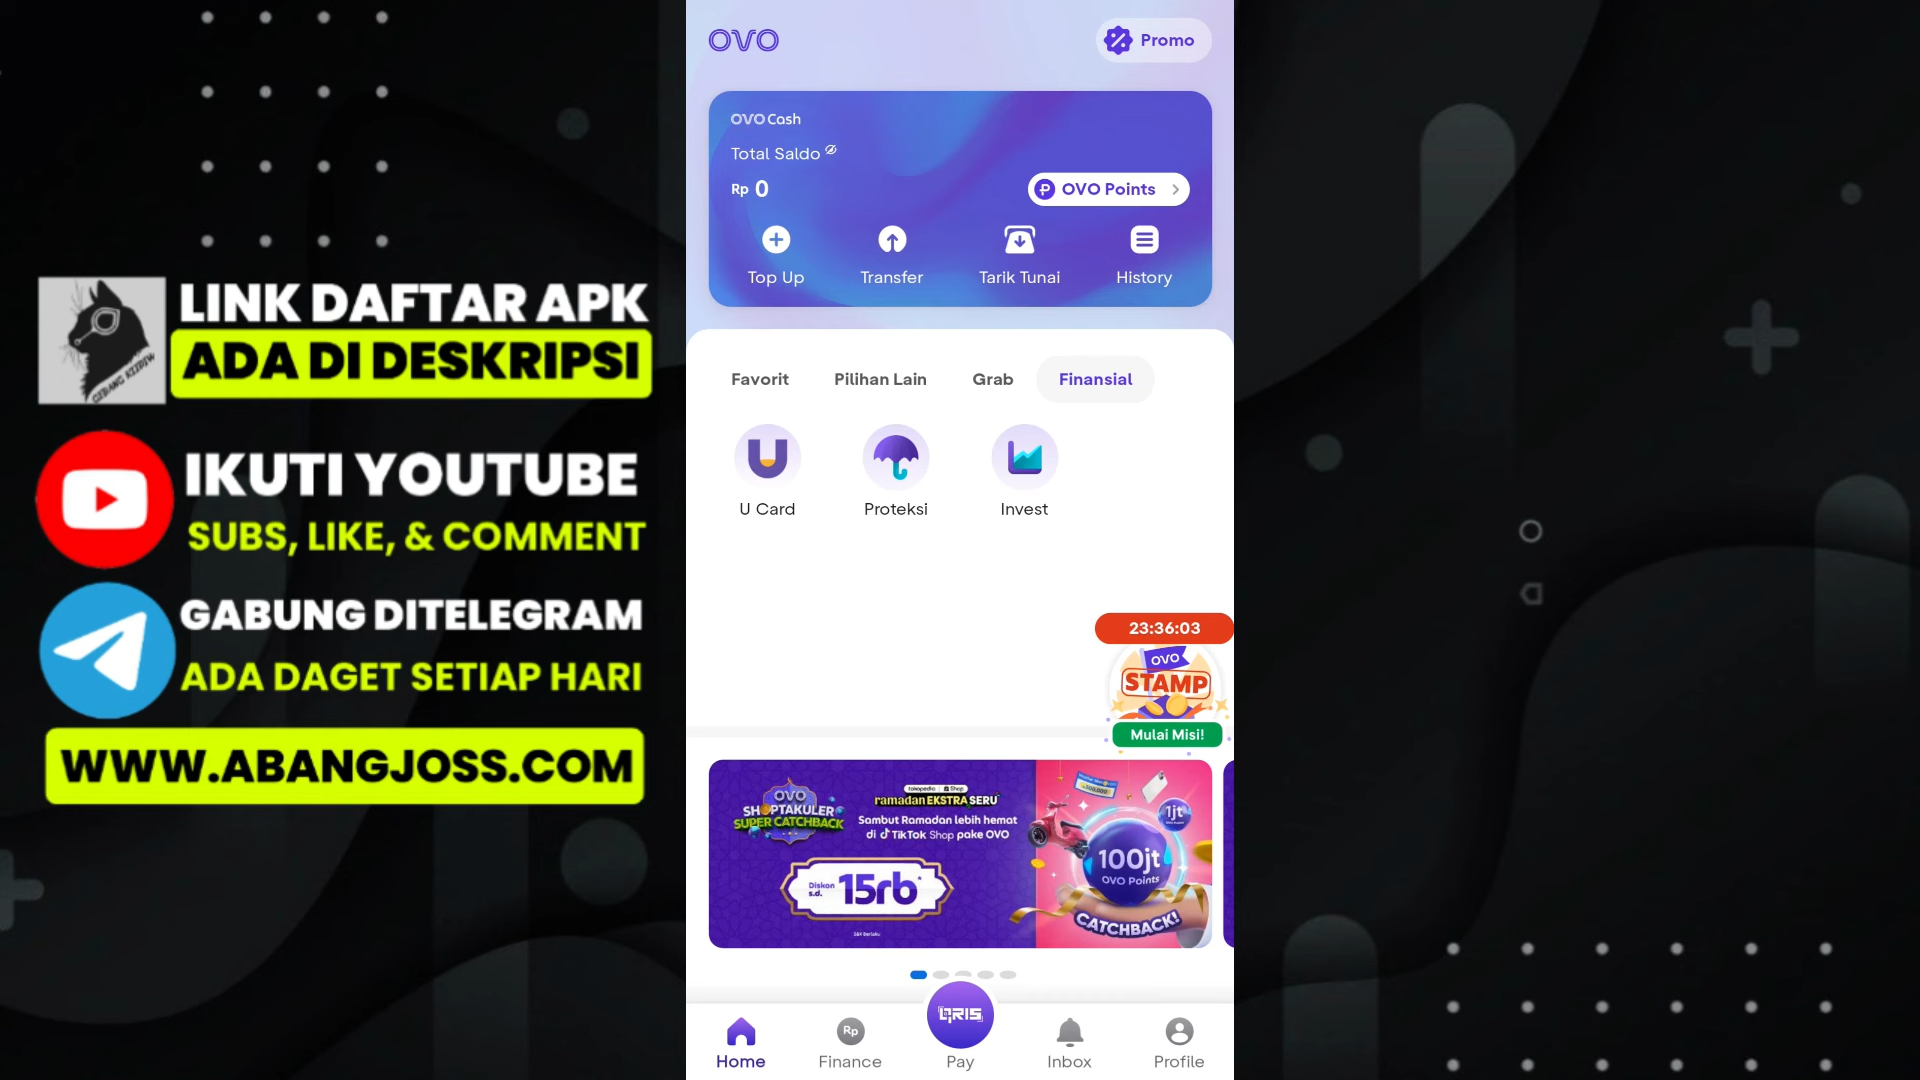 LINK DAFTAR APK
ADA DI DESKRIPSI
IKUTI YOUTUBE
SUBS, LIKE, & COMMENT
GABUNG DITELEGRAM
ADA DAGET SETIAP HARI
WWW.ABANGJOSS.COM
OVO
Promo
OVO Cash
Total Saldo
Rp 0
OVO Points
Top Up
Transfer
Tarik Tunai
History
Favorit
Pilihan Lain
Grab
Finansial
U Card
Proteksi
Invest
23:36:03
OVO
STAMP
Mulai Misi!
OVO
SHOPTAKULER
SUPER CATCHBACK
tokopedia Shop
ramadan EKSTRA SERU
Sambut Ramadan lebih hemat
di TikTok Shop pake OVO
Diskon
s.d. 15rb*
S&K Berlaku
1jt
100jt
OVO Points
CATCHBACK!
QRIS
Home
Rp
Finance
Pay
Inbox
Profile